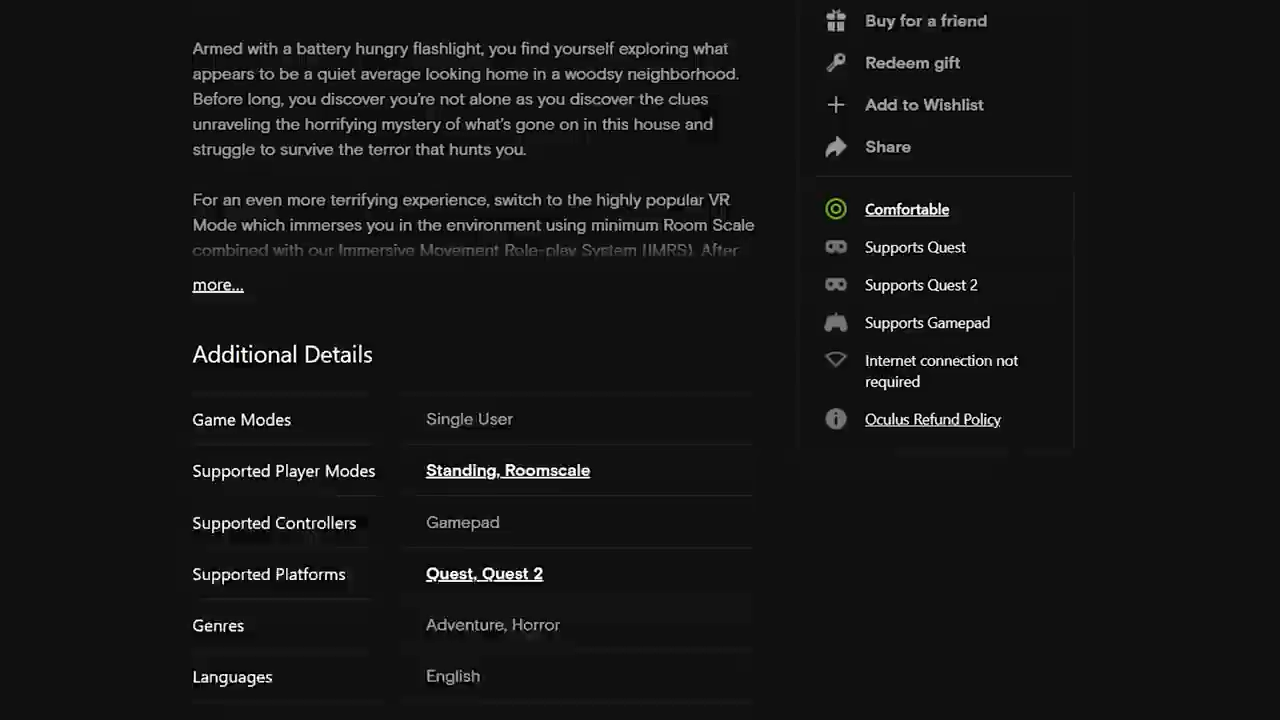 Armed with a battery hungry flashlight, you find yourself exploring what
appears to be a quiet average looking home in a woodsy neighborhood.
Before long, you discover you're not alone as you discover the clues
unraveling the horrifying mystery of what's gone on in this house and
struggle to survive the terror that hunts you.
For an even more terrifying experience, switch to the highly popular VR
Mode which immerses you in the environment using minimum Room Scale
combined with our Immersive Movement Role-play System (IMRS). After
more...
Additional Details
Game Modes Single User
Supported Player Modes Standing, Roomscale
Supported Controllers Gamepad
Supported Platforms Quest, Quest 2
Genres Adventure, Horror
Languages English
Buy for a friend
Redeem gift
Add to Wishlist
Share
Comfortable
Supports Quest
Supports Quest 2
Supports Gamepad
Internet connection not
required
Oculus Refund Policy